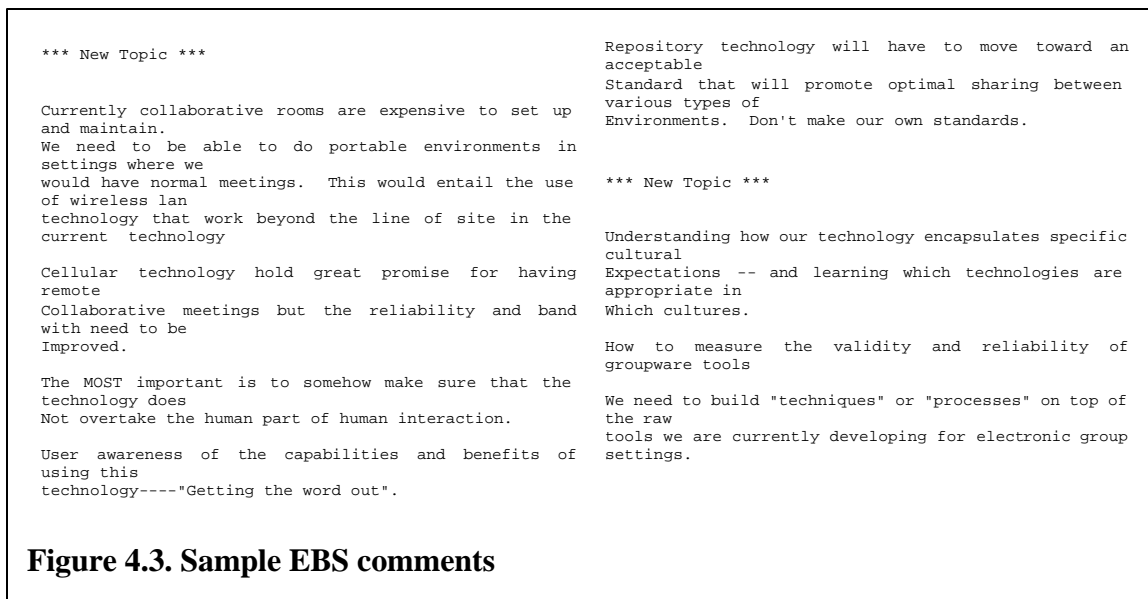 *** New Topic ***
Currently collaborative rooms are expensive to set up
and maintain.
We need to be able to do portable environments in
settings where we
would have normal meetings. This would entail the use
of wireless lan
technology that work beyond the line of site in the
current technology
Cellular technology hold great promise for having
remote
Collaborative meetings but the reliability and band
with need to be
Improved.
The MOST important is to somehow make sure that the
technology does
Not overtake the human part of human interaction.
User awareness of the capabilities and benefits of
using this
technology----"Getting the word out".
Repository technology will have to move toward an
acceptable
Standard that will promote optimal sharing between
various types of
Environments. Don't make our own standards.
*** New Topic ***
Understanding how our technology encapsulates specific
cultural
Expectations -- and learning which technologies are
appropriate in
Which cultures.
How to measure the validity and reliability of
groupware tools
We need to build "techniques" or "processes" on top of
the raw
tools we are currently developing for electronic group
settings.
Figure 4.3. Sample EBS comments